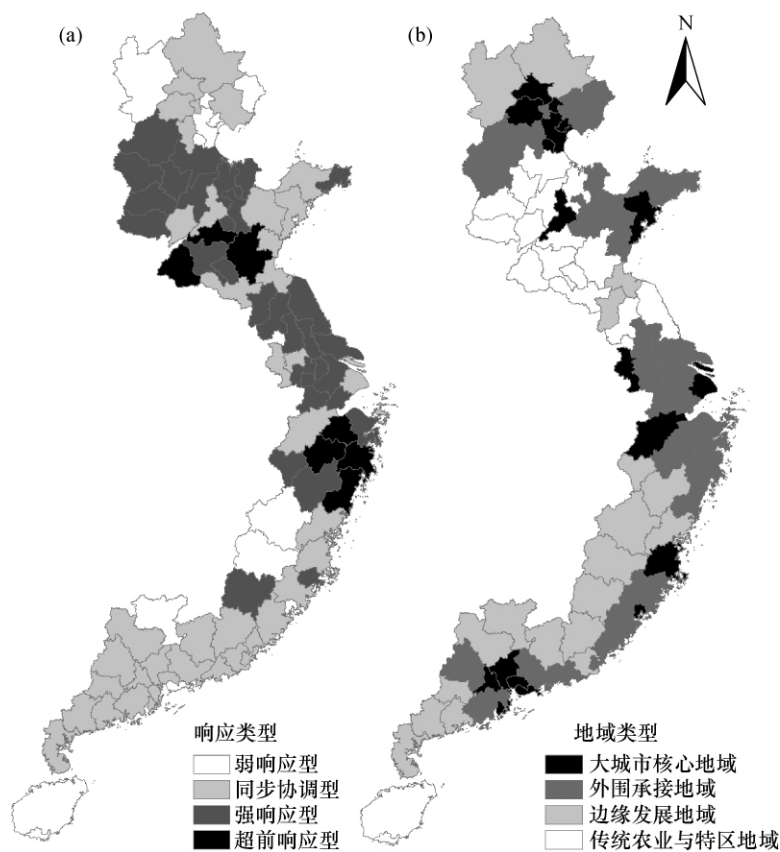 (a)
(b)
N
响应类型
弱响应型
同步协调型
强响应型
超前响应型
地域类型
大城市核心地域
外围承接地域
边缘发展地域
传统农业与特区地域